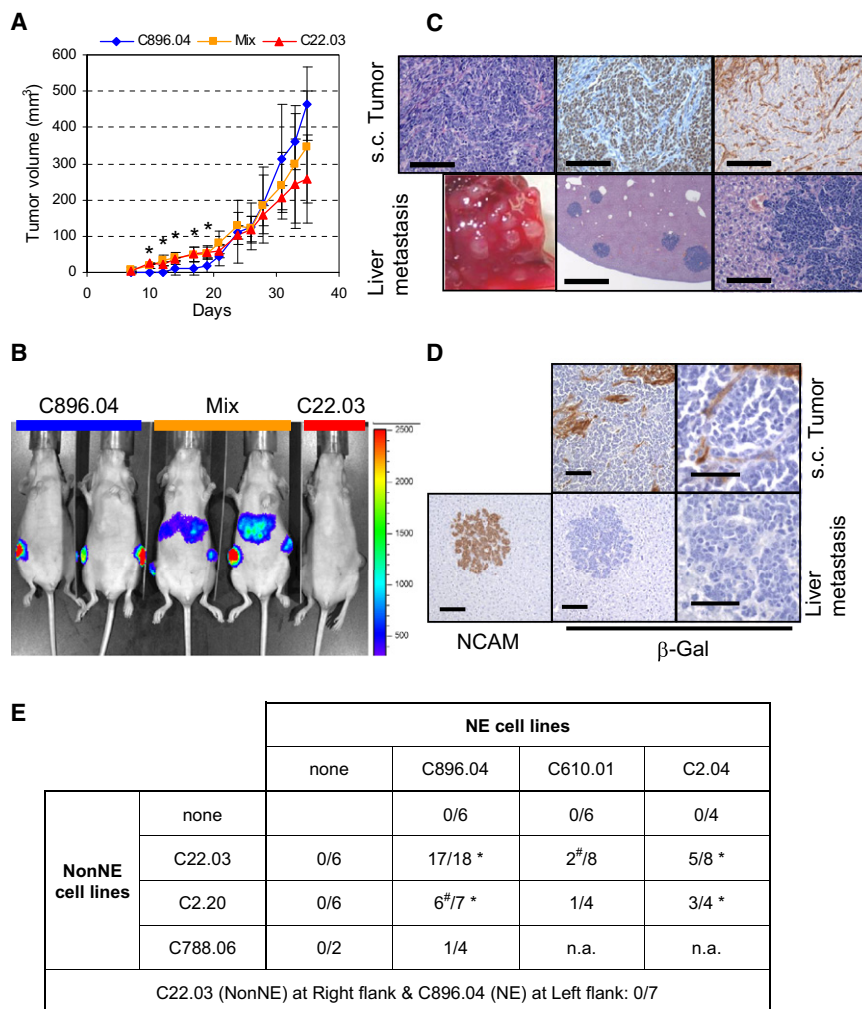 A
C896.04 Mix C22.03
Tumor volume (mm³)
600
500
400
300
200
100
0
* * * * *
0 10 20 30 40
Days
B
C896.04 Mix C22.03
2500
2000
1500
1000
500
C
s.c. Tumor
Liver metastasis
D
s.c. Tumor
Liver metastasis
NCAM
β-Gal
E
NE cell lines
none C896.04 C610.01 C2.04
NonNE cell lines
none 0/6 0/6 0/4
C22.03 0/6 17/18 * 2#/8 5/8 *
C2.20 0/6 6#/7 * 1/4 3/4 *
C788.06 0/2 1/4 n.a. n.a.
C22.03 (NonNE) at Right flank & C896.04 (NE) at Left flank: 0/7